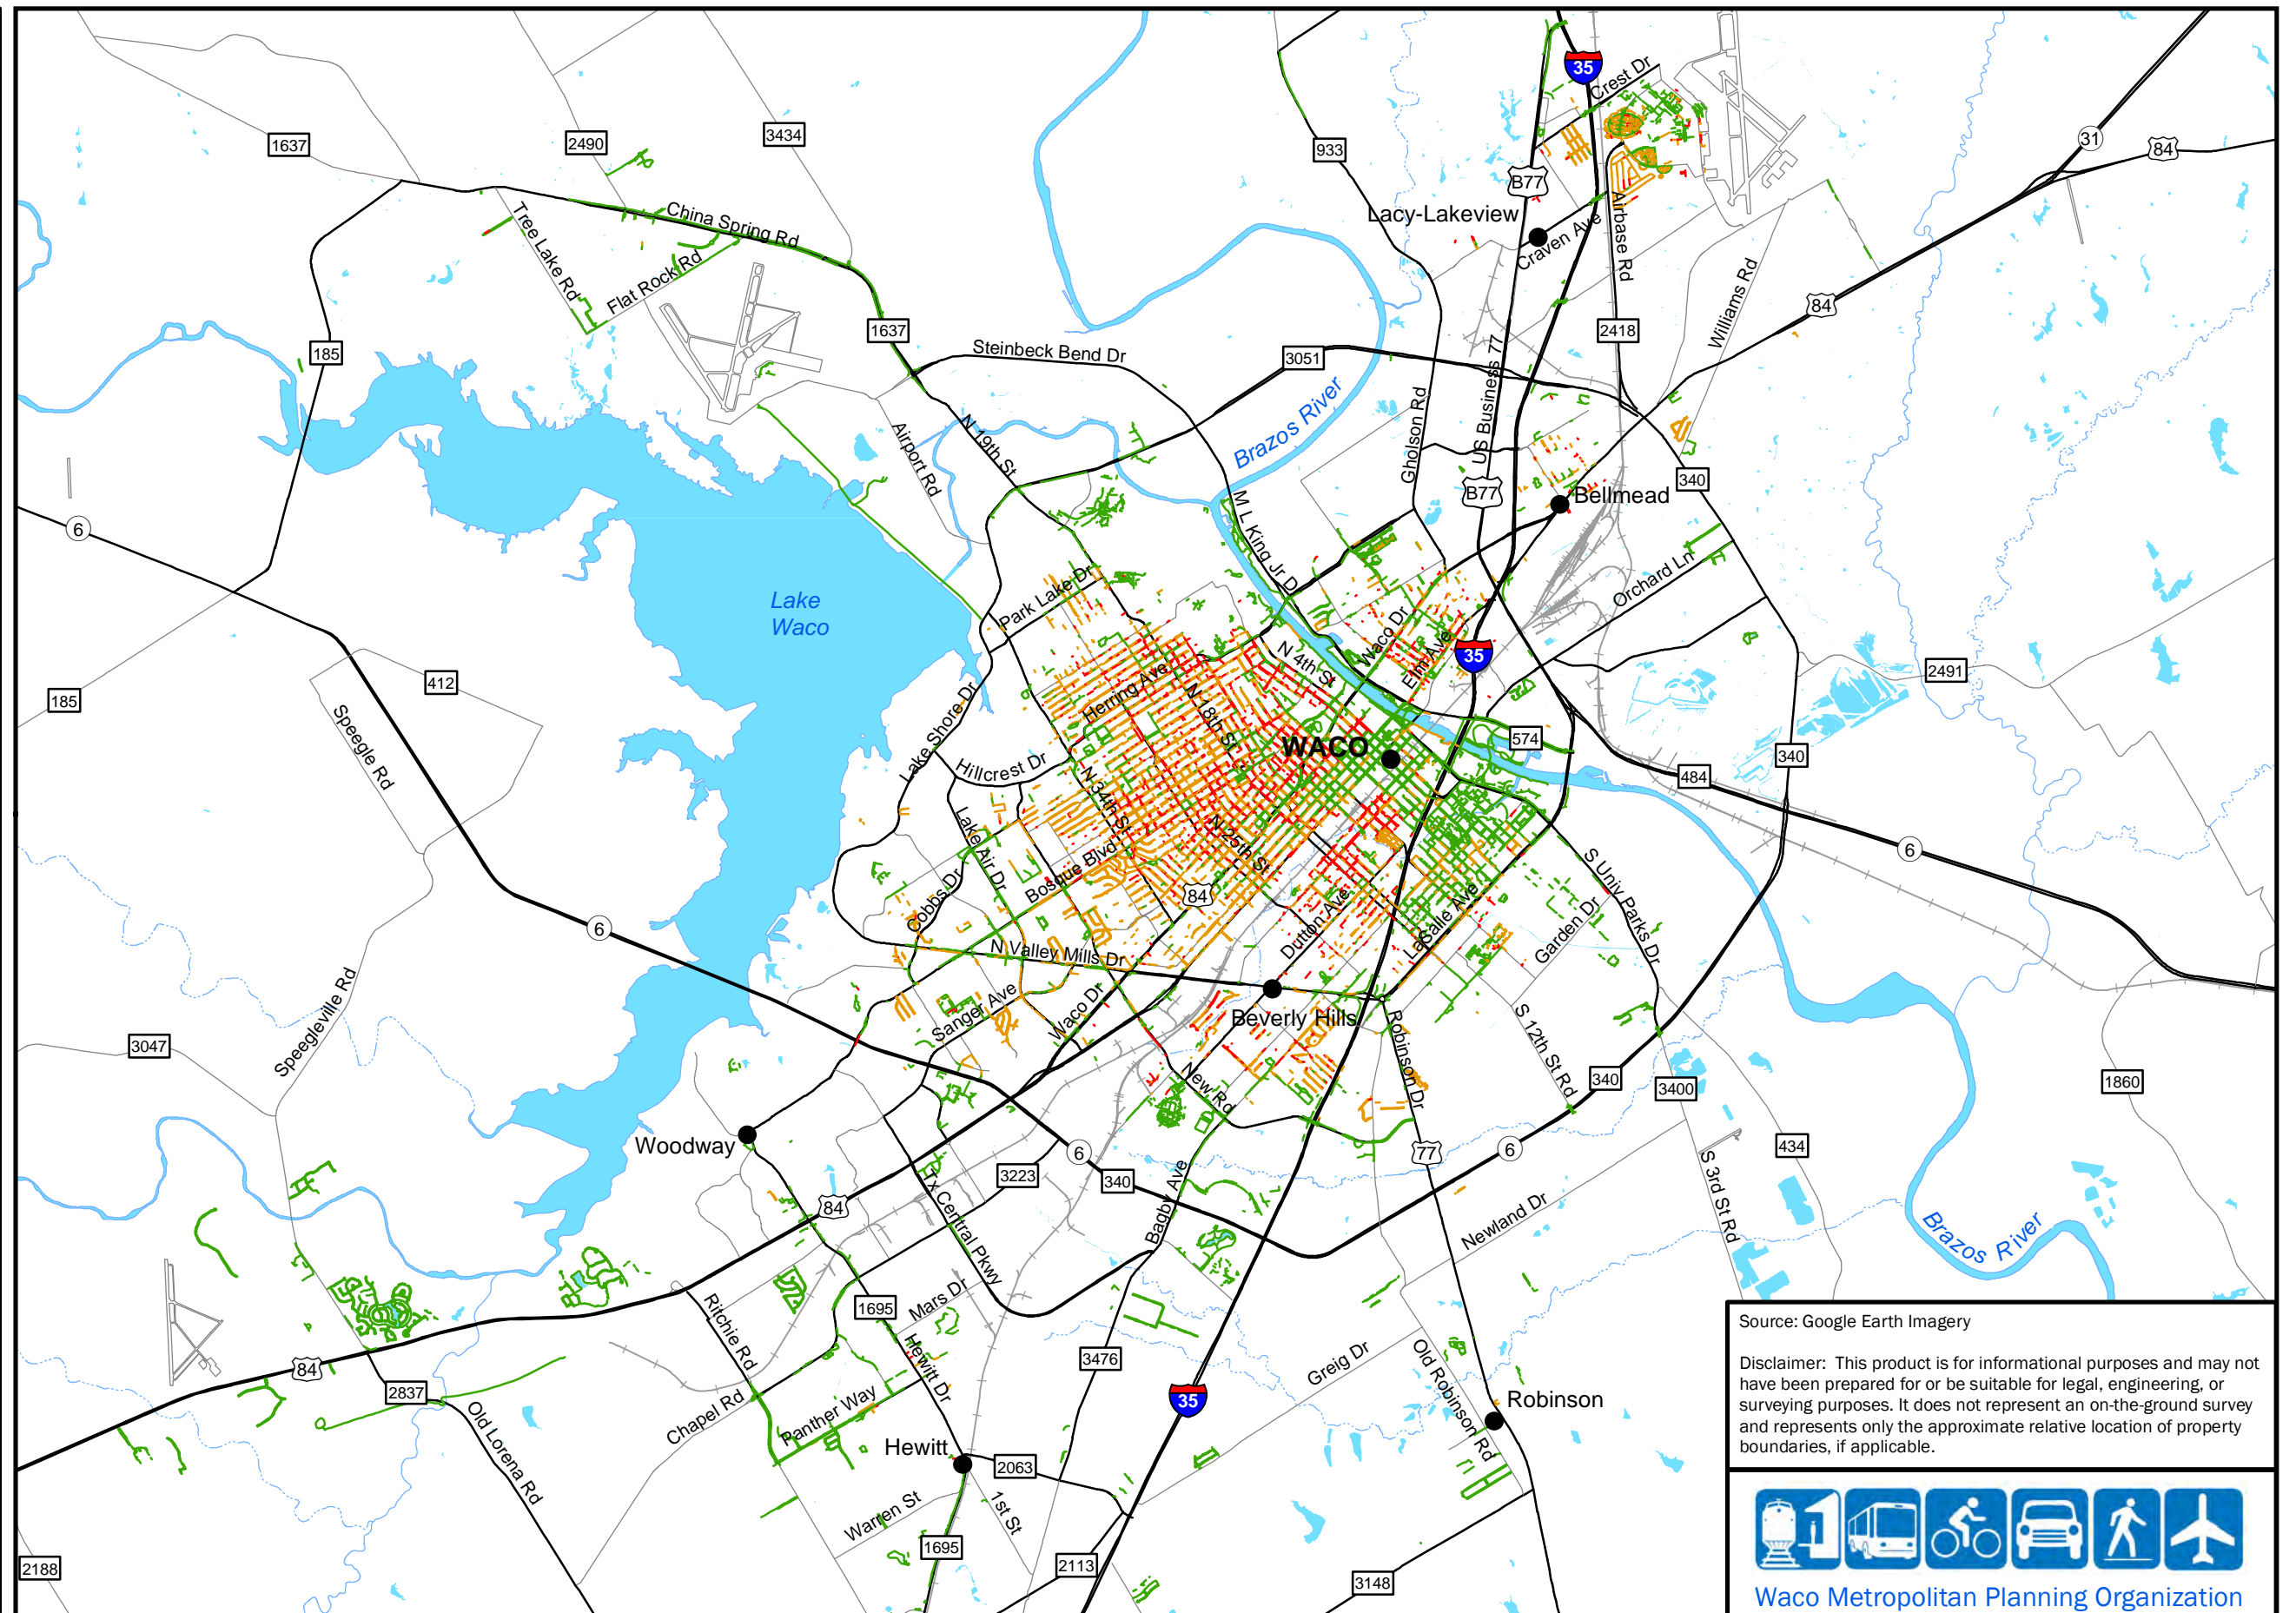 35
Crest Dr
31
84
1637
2490
3434
933
B77
Lacy-Lakeview
Craven Ave
Airbase Rd
China Spring Rd
Tree Lake Rd
Flat Rock Rd
Williams Rd
84
1637
185
Steinbeck Bend Dr
3051
2418
Brazos River
US Business 77
Gholson Rd
N 19th St
Airport Rd
340
B77
Bellmead
M L King Jr D
6
Orchard Ln
Park Lake Dr
Lake
Waco
Waco Dr
Elm Ave
35
N 4th St
2491
412
185
Herring Ave
N 18th St
Lake Shore Dr
Speegle Rd
WACO
574
340
484
Hillcrest Dr
N 34th St
Lake Air Dr
N 25th St
6
Bosque Blvd
Cobbs Dr
84
S Univ Parks Dr
Dutton Ave
LaSalle Ave
Garden Dr
6
N Valley Mills Dr
Speegleville Rd
Sanger Ave
Waco Dr
Beverly Hills
Robinson Dr
S 12th St Rd
3047
New Rd
340
3400
1860
Woodway
6
77
6
434
3223
340
S 3rd St Rd
84
Tx Central Pkwy
Bagby Ave
Newland Dr
Brazos River
1695
Mars Dr
Ritchie Rd
Hewitt Dr
3476
Greig Dr
Old Robinson Rd
84
2837
35
Robinson
Chapel Rd
Panther Way
Old Lorena Rd
Hewitt
2063
Warren St
1st St
1695
2188
2113
3148
Source: Google Earth Imagery
Disclaimer: This product is for informational purposes and may not
have been prepared for or be suitable for legal, engineering, or
surveying purposes. It does not represent an on-the-ground survey
and represents only the approximate relative location of property
boundaries, if applicable.
Waco Metropolitan Planning Organization